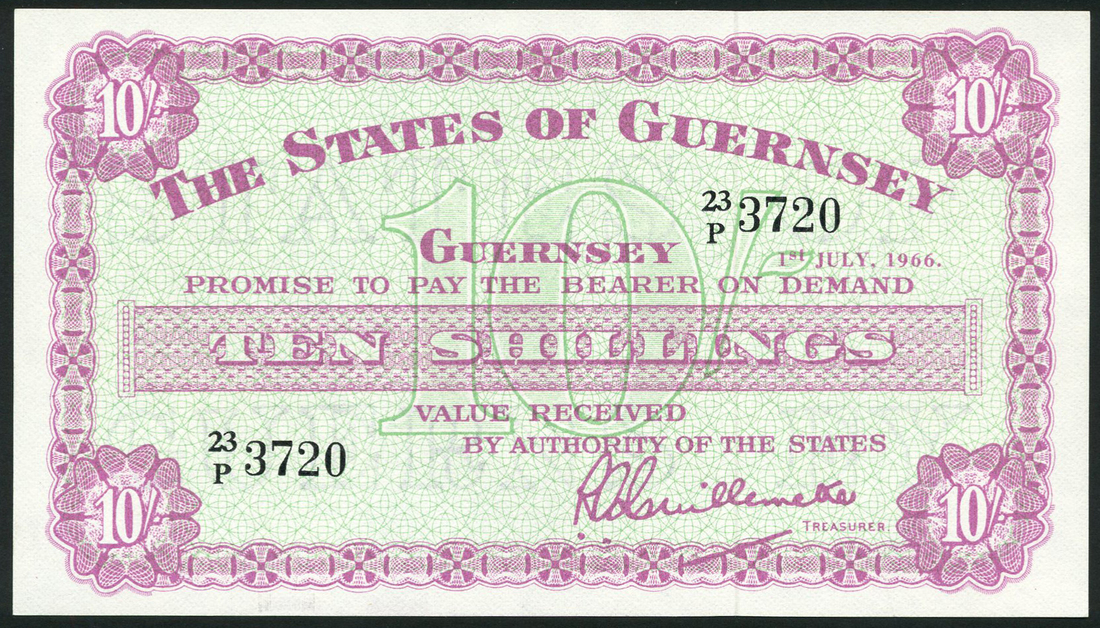 10/- 10/-
THE STATES OF GUERNSEY
10/-
23/P 3720
GUERNSEY
1st JULY, 1966.
PROMISE TO PAY THE BEARER ON DEMAND
TEN SHILLINGS
VALUE RECEIVED
BY AUTHORITY OF THE STATES
23/P 3720
TREASURER.
10/- 10/-